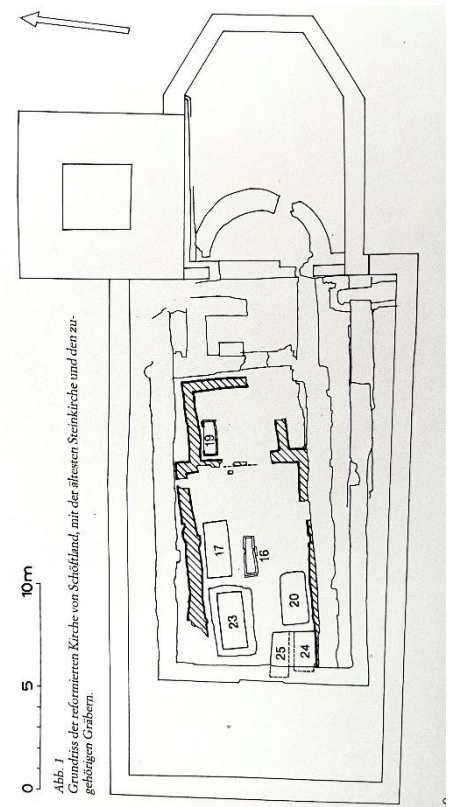 0 5 10m
Abb. 1
Grundriss der reformierten Kirche von Schöftland, mit der ältesten Steinkirche und den zu-
gehörigen Gräbern.
19
17
16
23
20
25
24